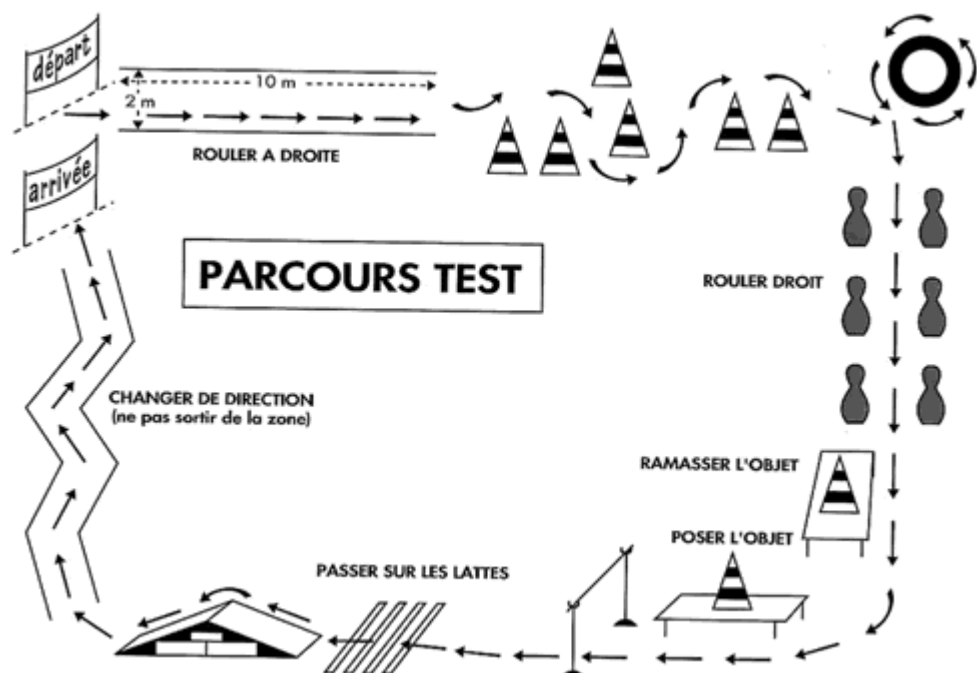 départ
10 m
2 m
ROULER A DROITE
arrivée
PARCOURS TEST
ROULER DROIT
CHANGER DE DIRECTION
(ne pas sortir de la zone)
RAMASSER L'OBJET
POSER L'OBJET
PASSER SUR LES LATTES